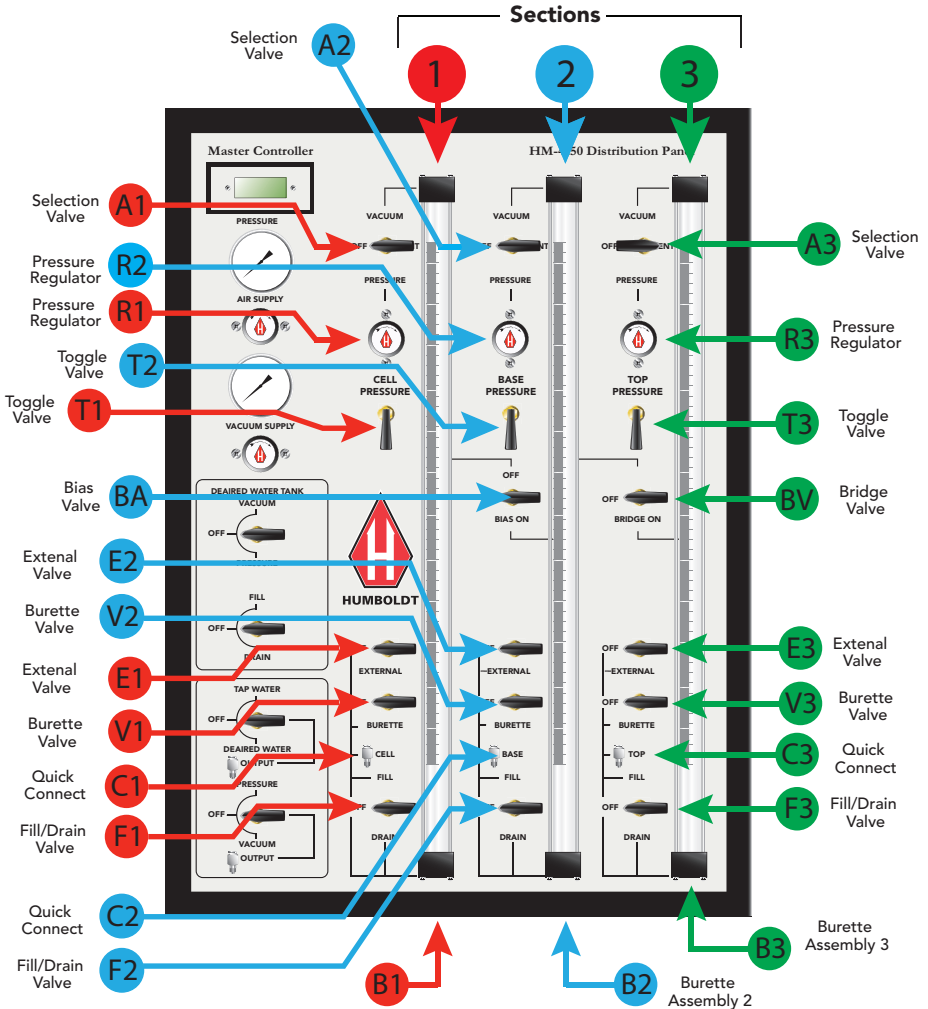 Sections
Selection
Valve
A2
1
2
3
Master Controller
HM-4 50 Distribution Pan
PRESSURE
VACUUM
VACUUM
VACUUM
Selection
Valve
A1
OFF
OFF
A3
Selection
Valve
Pressure
Regulator
R2
PRESSURE
PRESSURE
PRESSURE
AIR SUPPLY
Pressure
Regulator
R1
R3
Pressure
Regulator
Toggle
Valve
T2
CELL
PRESSURE
BASE
PRESSURE
TOP
PRESSURE
Toggle
Valve
T1
T3
Toggle
Valve
VACUUM SUPPLY
OFF
Bias
Valve
BA
DEAIRED WATER TANK
VACUUM
OFF
BV
Bridge
Valve
BIAS ON
BRIDGE ON
OFF
PRESSURE
Extenal
Valve
E2
HUMBOLDT
FILL
Burette
Valve
V2
OFF
DRAIN
OFF
E3
Extenal
Valve
Extenal
Valve
E1
EXTERNAL
EXTERNAL
EXTERNAL
TAP WATER
OFF
V3
Burette
Valve
Burette
Valve
V1
OFF
BURETTE
BURETTE
BURETTE
DEAIRED WATER
OUTPUT
CELL
BASE
TOP
C3
Quick
Connect
Quick
Connect
C1
PRESSURE
FILL
FILL
FILL
Fill/Drain
Valve
F1
OFF
OFF
F3
Fill/Drain
Valve
VACUUM
OUTPUT
DRAIN
DRAIN
DRAIN
Quick
Connect
C2
Fill/Drain
Valve
F2
B1
B2
Burette
Assembly 2
B3
Burette
Assembly 3